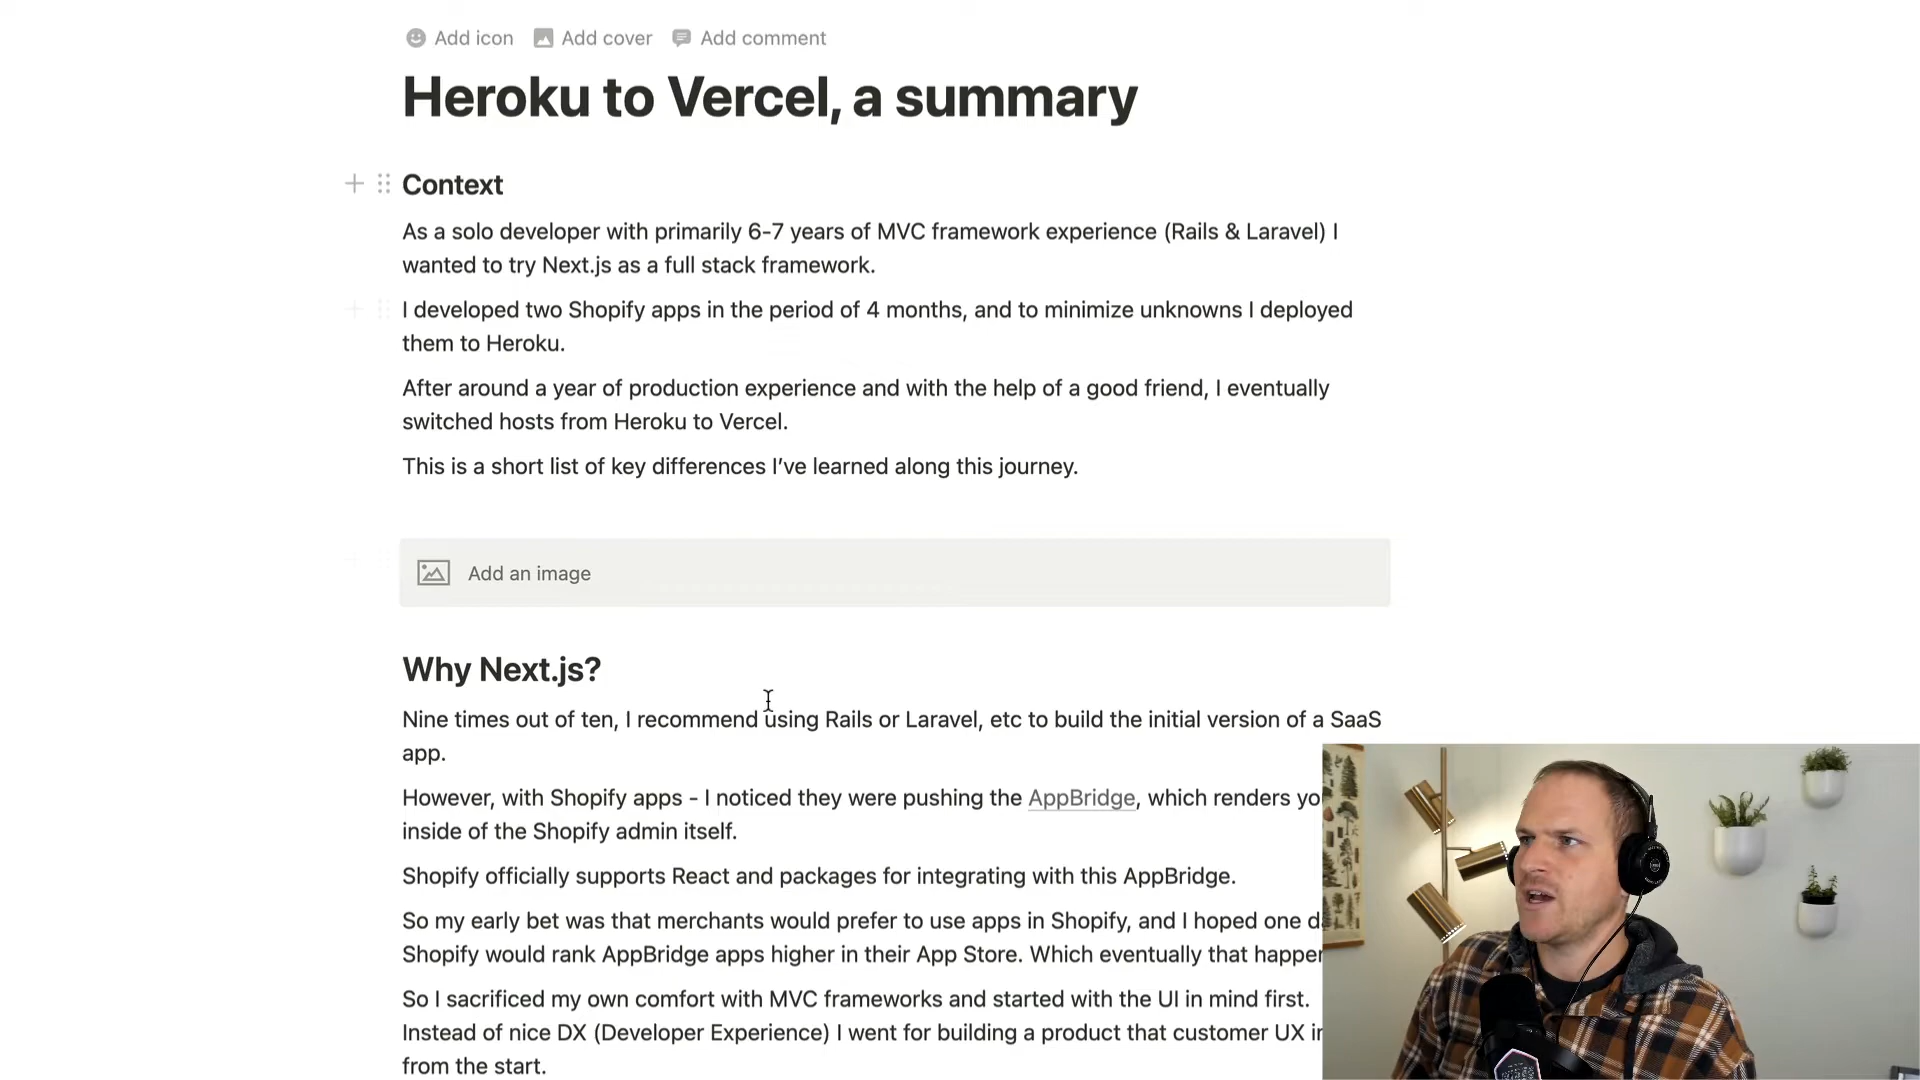 Add icon Add cover Add comment
Heroku to Vercel, a summary
Context
As a solo developer with primarily 6-7 years of MVC framework experience (Rails & Laravel) I
wanted to try Next.js as a full stack framework.
I developed two Shopify apps in the period of 4 months, and to minimize unknowns I deployed
them to Heroku.
After around a year of production experience and with the help of a good friend, I eventually
switched hosts from Heroku to Vercel.
This is a short list of key differences I’ve learned along this journey.
Add an image
Why Next.js?
Nine times out of ten, I recommend using Rails or Laravel, etc to build the initial version of a SaaS
app.
However, with Shopify apps - I noticed they were pushing the AppBridge, which renders yo
inside of the Shopify admin itself.
Shopify officially supports React and packages for integrating with this AppBridge.
So my early bet was that merchants would prefer to use apps in Shopify, and I hoped one d
Shopify would rank AppBridge apps higher in their App Store. Which eventually that happen
So I sacrificed my own comfort with MVC frameworks and started with the UI in mind first.
Instead of nice DX (Developer Experience) I went for building a product that customer UX i
from the start.